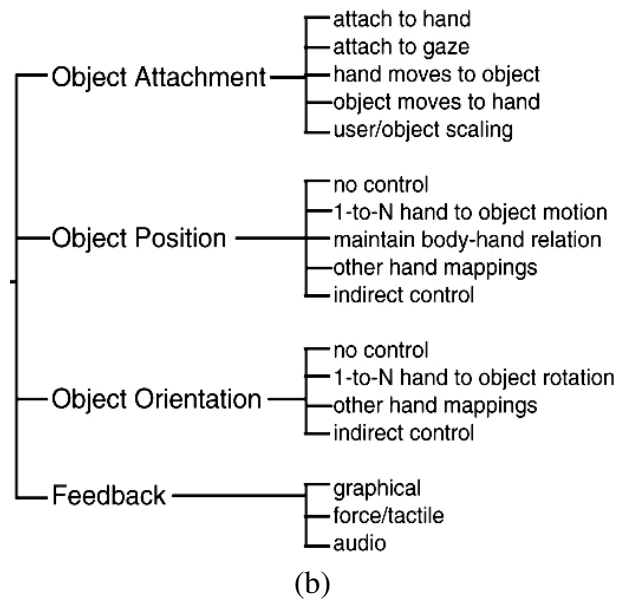 attach to hand
attach to gaze
Object Attachment
hand moves to object
object moves to hand
user/object scaling
no control
1-to-N hand to object motion
Object Position
maintain body-hand relation
other hand mappings
indirect control
no control
1-to-N hand to object rotation
Object Orientation
other hand mappings
indirect control
Feedback
graphical
force/tactile
audio
(b)